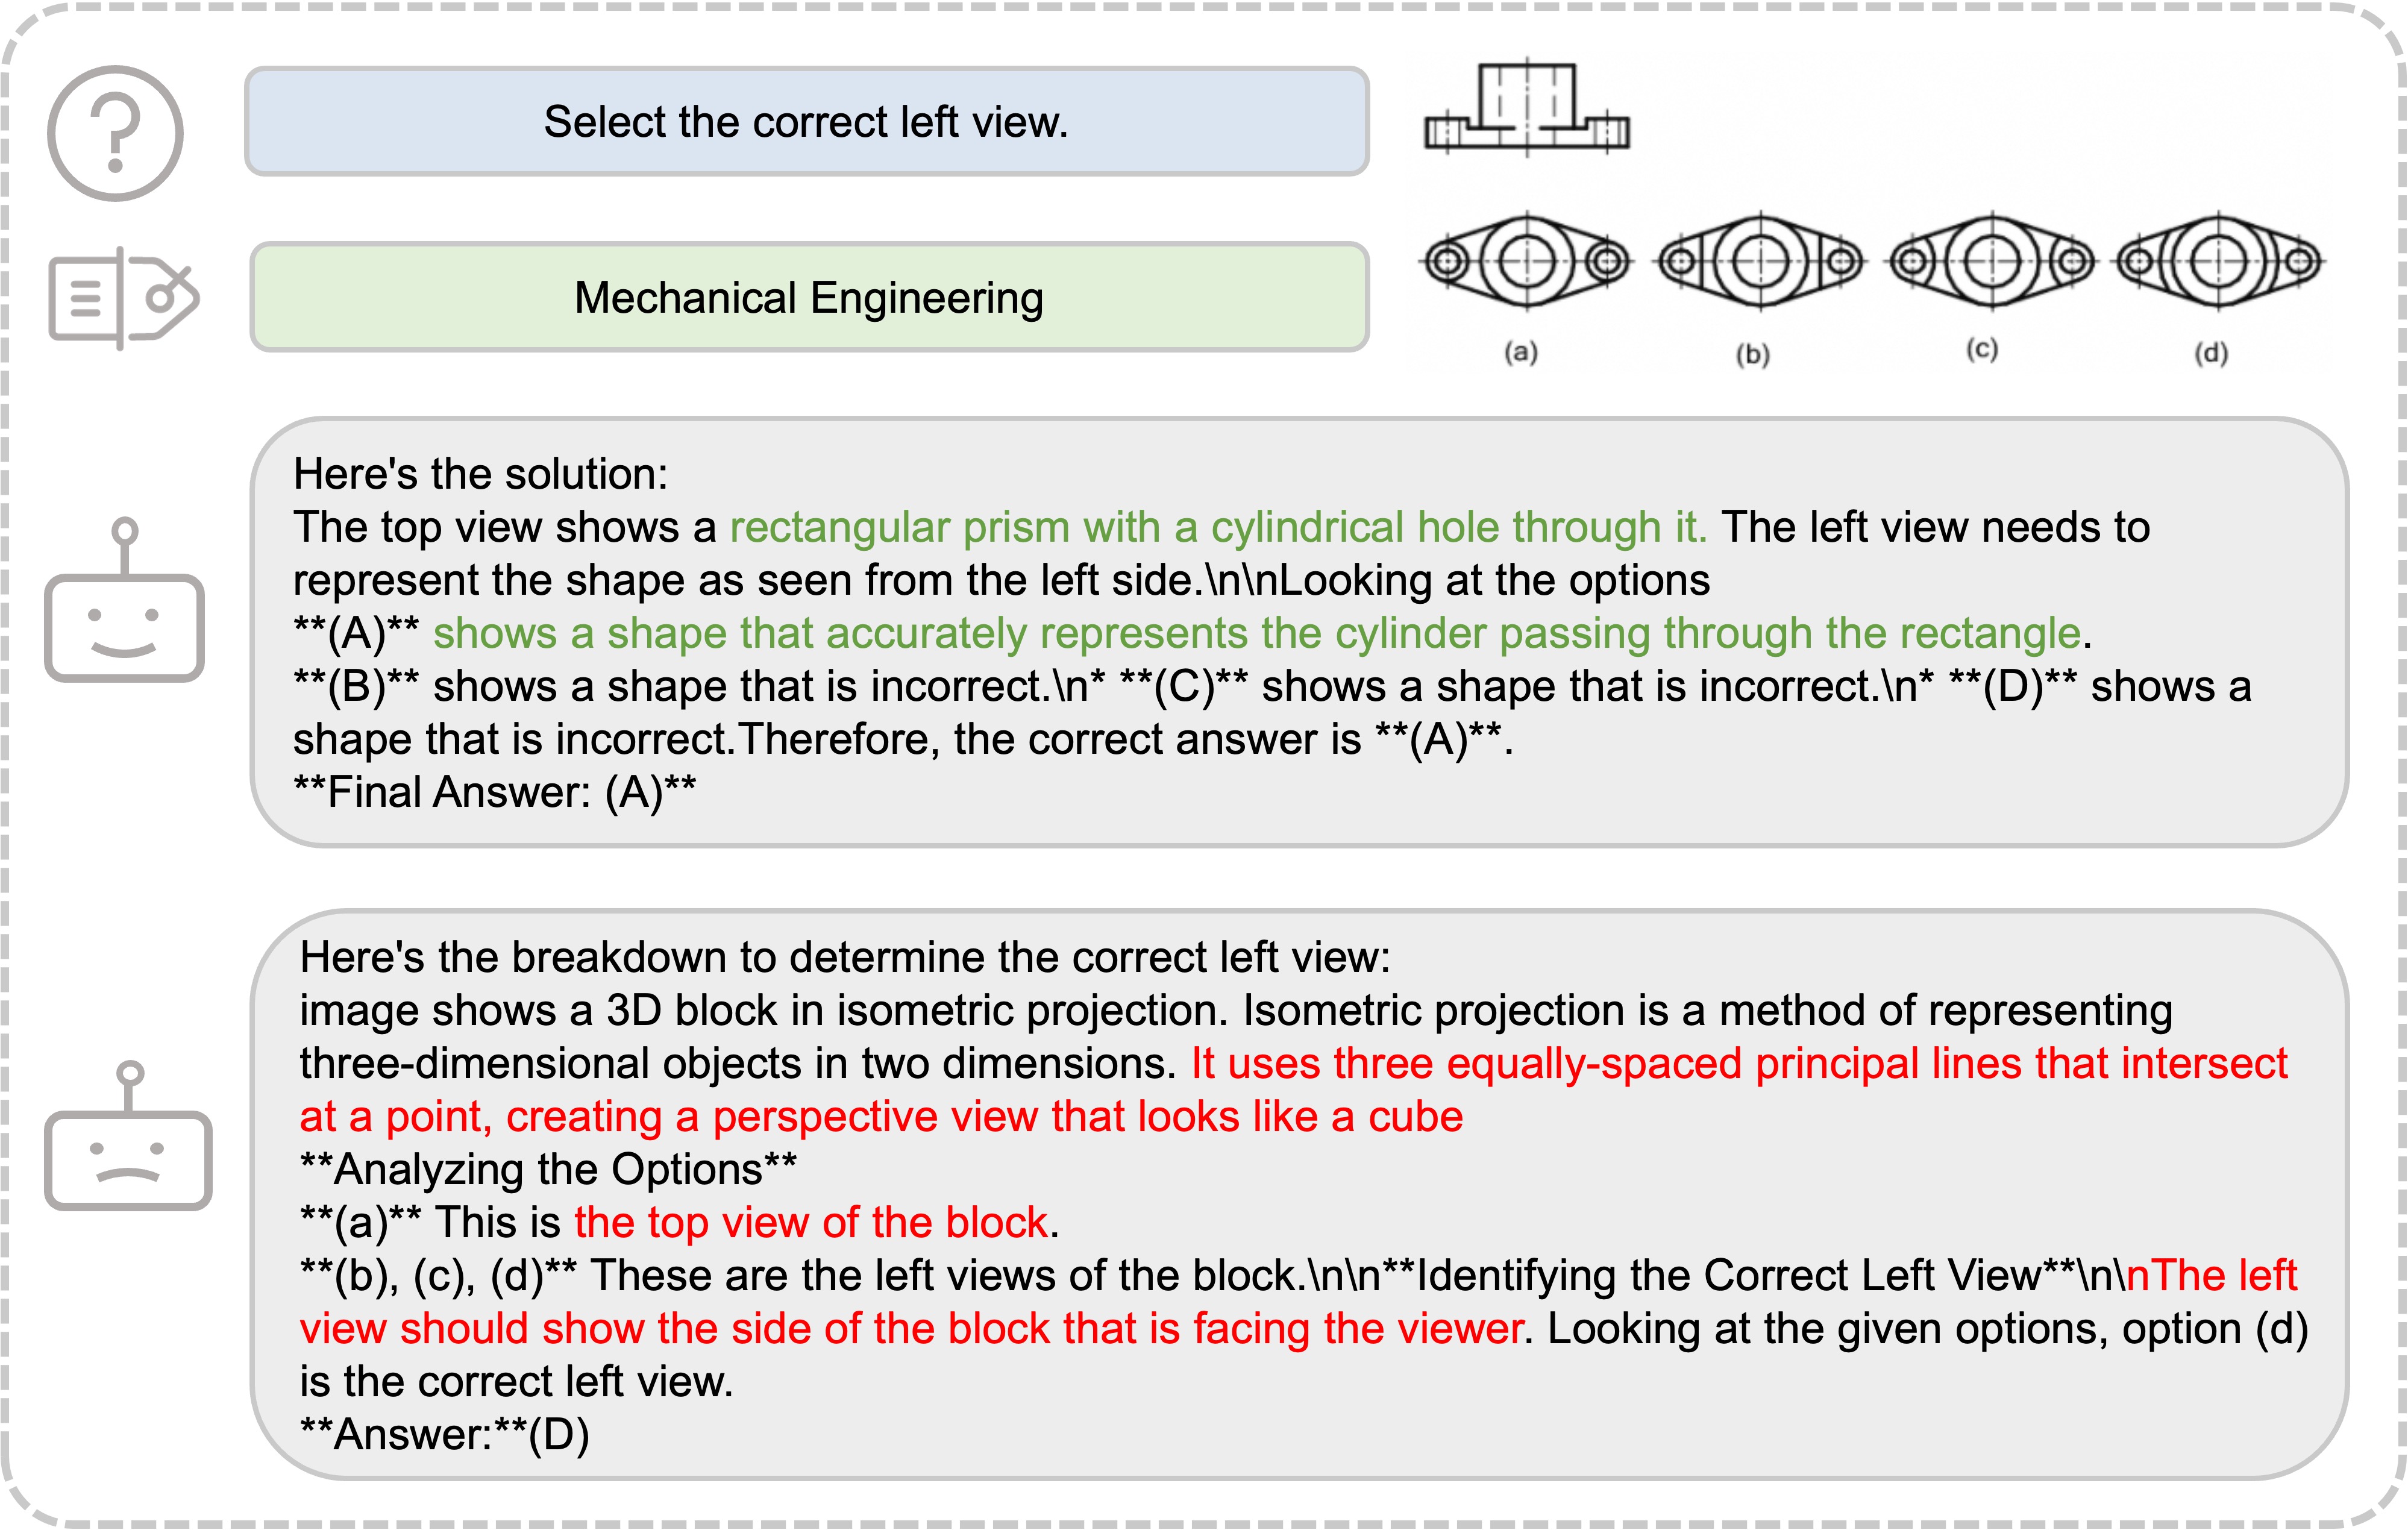 Select the correct left view.
Mechanical Engineering
(a) (b) (c) (d)
Here's the solution:
The top view shows a rectangular prism with a cylindrical hole through it. The left view needs to
represent the shape as seen from the left side.\n\nLooking at the options
**(A)** shows a shape that accurately represents the cylinder passing through the rectangle.
**(B)** shows a shape that is incorrect.\n* **(C)** shows a shape that is incorrect.\n* **(D)** shows a
shape that is incorrect.Therefore, the correct answer is **(A)**.
**Final Answer: (A)**
Here's the breakdown to determine the correct left view:
image shows a 3D block in isometric projection. Isometric projection is a method of representing
three-dimensional objects in two dimensions. It uses three equally-spaced principal lines that intersect
at a point, creating a perspective view that looks like a cube
**Analyzing the Options**
**(a)** This is the top view of the block.
**(b), (c), (d)** These are the left views of the block.\n\n**Identifying the Correct Left View**\n\nThe left
view should show the side of the block that is facing the viewer. Looking at the given options, option (d)
is the correct left view.
**Answer:**(D)